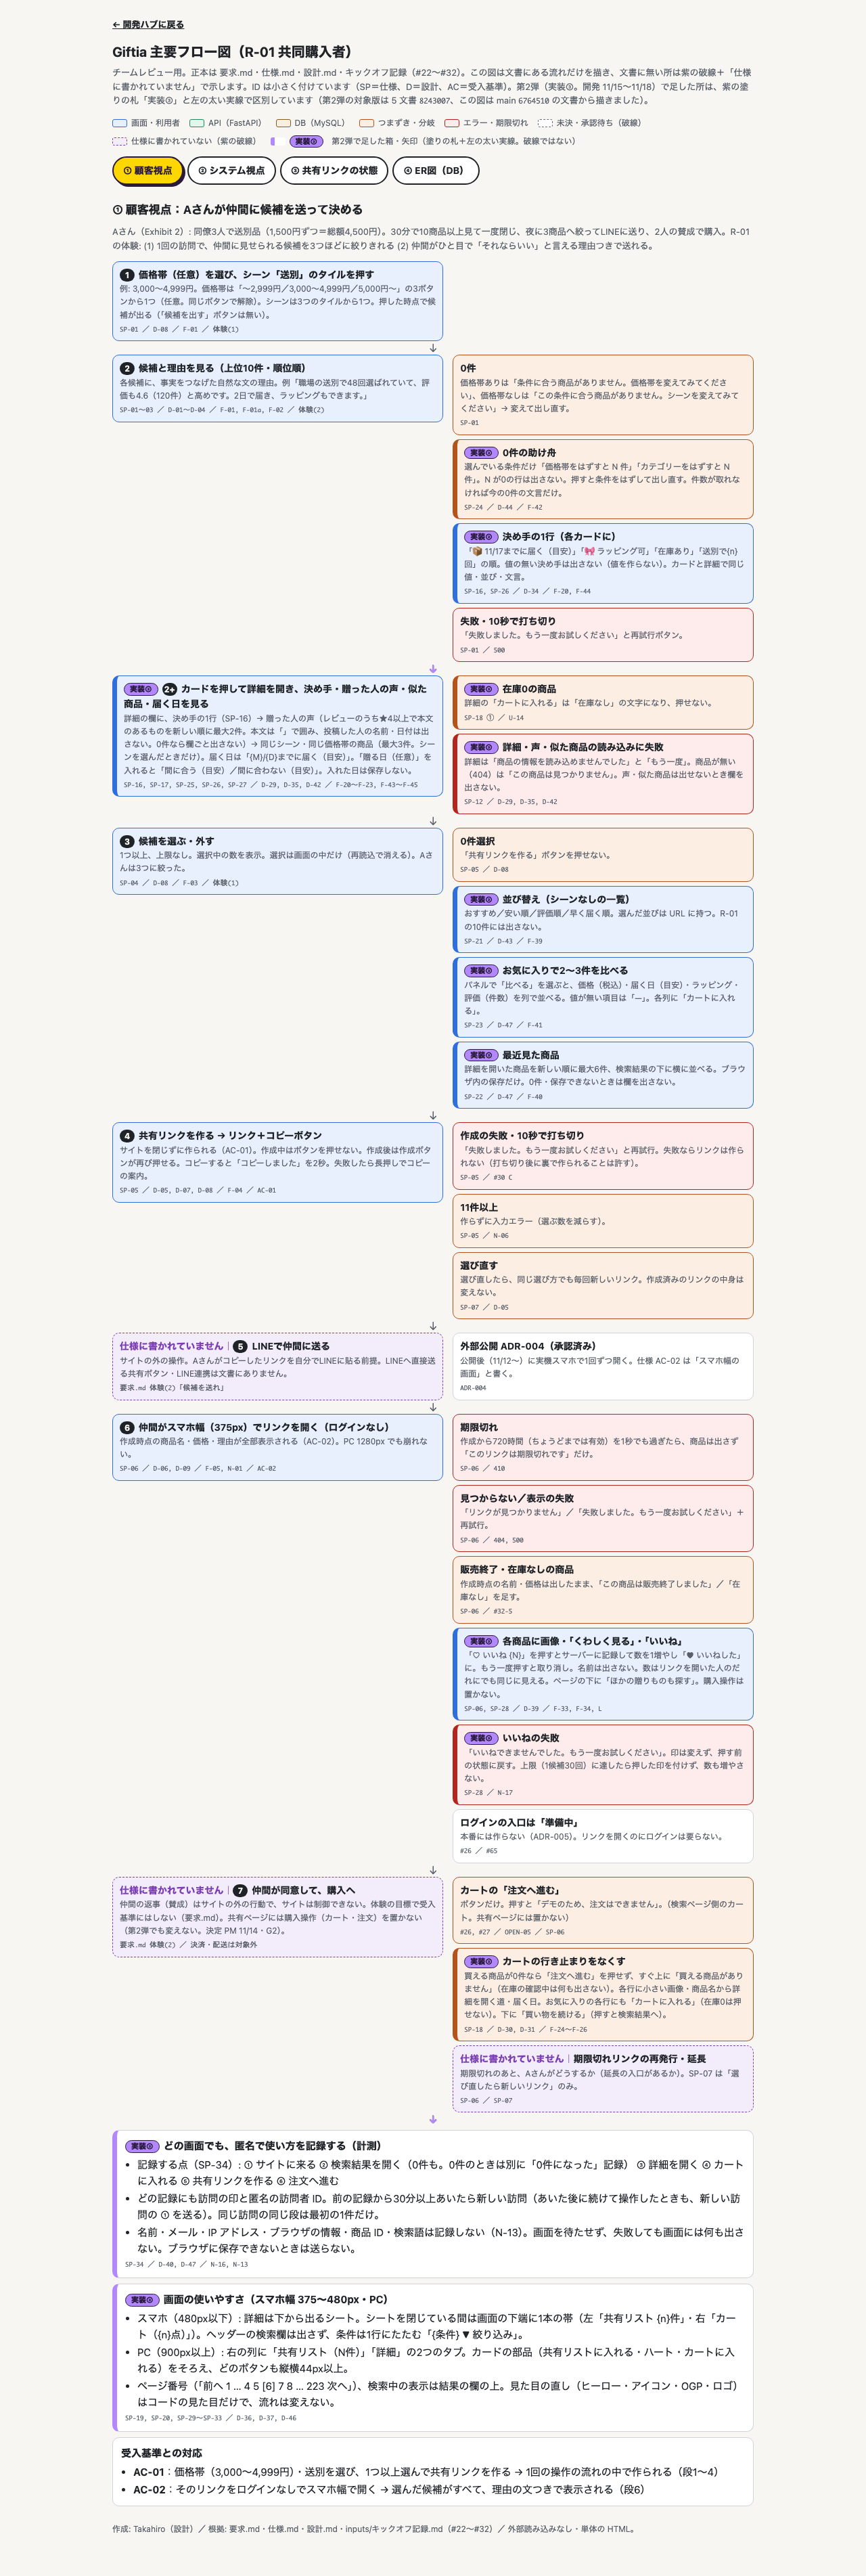 ← 開発ハブに戻る
Giftia 主要フロー図（R-01 共同購入者）
チームレビュー用。正本は 要求.md・仕様.md・設計.md・キックオフ記録（#22〜#32）。この図は文書にある流れだけを描き、文書に無い所は紫の破線＋「仕様
に書かれていません」で示します。ID は小さく付けています（SP＝仕様、D＝設計、AC＝受入基準）。第2弾（実装②。開発 11/15〜11/17）で足した所は、紫
の塗りの札「実装②」と左の太い実線で区別しています（第2弾の対象版は 5 文書 8243007、この図は main 6764510 の文書から描きました）。
画面・利用者 API（FastAPI） DB（MySQL） つまずき・分岐 エラー・期限切れ 未決・承認待ち（破線）
仕様に書かれていない（紫の破線） 実装② 第2弾で足した箱・矢印（塗りの札＋左の太い実線。破線ではない）
① 顧客視点 ② システム視点 ③ 共有リンクの状態 ④ ER図（DB）
① 顧客視点：Aさんが仲間に候補を送って決める
Aさん（Exhibit 2）: 同僚3人で送別品（1,500円ずつ＝総額4,500円）。30分で10商品以上見て一度閉じ、夜に3商品へ絞ってLINEに送り、2人の賛成で購入。R-01
の体験: (1) 1回の訪問で、仲間に見せられる候補を3つほどに絞りきれる (2) 仲間がひと目で「それならいい」と言える理由つきで送れる。
1 価格帯（任意）を選び、シーン「送別」のタイルを押す
例: 3,000〜4,999円。価格帯は「〜2,999円／3,000〜4,999円／5,000円〜」の3ボタ
ンから1つ（任意。同じボタンで解除）。シーンは3つのタイルから1つ。押した時点で候
補が出る（「候補を出す」ボタンは無い）。
SP-01 ／ D-08 ／ F-01 ／ 体験(1)
↓
2 候補と理由を見る（上位10件・順位順）
各候補に、事実をつなげた自然な文の理由。例「職場の送別で48回選ばれていて、評
価も4.6（120件）と高めです。2日で届き、ラッピングもできます。」
SP-01〜03 ／ D-01〜D-04 ／ F-01, F-01a, F-02 ／ 体験(2)
0件
価格帯ありは「条件に合う商品がありません。価格帯を変えてみてくださ
い」、価格帯なしは「この条件に合う商品がありません。シーンを変えてみて
ください」→ 変えて出し直す。
SP-01
実装② 0件の助け舟
選んでいる条件だけ「価格帯をはずすと N 件」「カテゴリーをはずすと N
件」。N が0の行は出さない。押すと条件をはずして出し直す。件数が取れな
ければ今の0件の文言だけ。
SP-24 ／ D-44 ／ F-42
実装② 決め手の1行（各カードに）
「📦 11/17までに届く（目安）」「🎀 ラッピング可」「在庫あり」「送別で{n}
回」の順。値の無い決め手は出さない（値を作らない）。カードと詳細で同じ
値・並び・文言。
SP-16, SP-26 ／ D-34 ／ F-20, F-44
失敗・10秒で打ち切り
「失敗しました。もう一度お試しください」と再試行ボタン。
SP-01 ／ 500
↓
実装② 2+ カードを押して詳細を開き、決め手・贈った人の声・似た
商品・届く日を見る
詳細の欄に、決め手の1行（SP-16）→ 贈った人の声（レビューのうち★4以上で本文
のあるものを新しい順に最大2件。本文は「」で囲み、投稿した人の名前・日付は出
さない。0件なら欄ごと出さない）→ 同じシーン・同じ価格帯の商品（最大3件。シー
ンを選んだときだけ）。届く日は「{M}/{D}までに届く（目安）」。「贈る日（任意）」を
入れると「間に合う（目安）／間に合わない（目安）」。入れた日は保存しない。
SP-16, SP-17, SP-25, SP-26, SP-27 ／ D-29, D-35, D-42 ／ F-20〜F-23, F-43〜F-45
実装② 在庫0の商品
詳細の「カートに入れる」は「在庫なし」の文字になり、押せない。
SP-18 ① ／ U-14
実装② 詳細・声・似た商品の読み込みに失敗
詳細は「商品の情報を読み込めませんでした」と「もう一度」。商品が無い
（404）は「この商品は見つかりません」。声・似た商品は出せないとき欄を
出さない。
SP-12 ／ D-29, D-35, D-42
↓
3 候補を選ぶ・外す
1つ以上、上限なし。選択中の数を表示。選択は画面の中だけ（再読込で消える）。Aさ
んは3つに絞った。
SP-04 ／ D-08 ／ F-03 ／ 体験(1)
0件選択
「共有リンクを作る」ボタンを押せない。
SP-05 ／ D-08
実装② 並び替え（シーンなしの一覧）
おすすめ／安い順／評価順／早く届く順。選んだ並びは URL に持つ。R-01
の10件には出さない。
SP-21 ／ D-43 ／ F-39
実装② お気に入りで2〜3件を比べる
パネルで「比べる」を選ぶと、価格（税込）・届く日（目安）・ラッピング・
評価（件数）を列で並べる。値が無い項目は「—」。各列に「カートに入れ
る」。
SP-23 ／ D-47 ／ F-41
実装② 最近見た商品
詳細を開いた商品を新しい順に最大6件、検索結果の下に横に並べる。ブラウ
ザ内の保存だけ。0件・保存できないときは欄を出さない。
SP-22 ／ D-47 ／ F-40
↓
4 共有リンクを作る → リンク＋コピーボタン
サイトを閉じずに作られる（AC-01）。作成中はボタンを押せない。作成後は作成ボタ
ンが再び押せる。コピーすると「コピーしました」を2秒。失敗したら長押しでコピー
の案内。
SP-05 ／ D-05, D-07, D-08 ／ F-04 ／ AC-01
作成の失敗・10秒で打ち切り
「失敗しました。もう一度お試しください」と再試行。失敗ならリンクは作ら
れない（打ち切り後に裏で作られることは許す）。
SP-05 ／ #30 C
11件以上
作らずに入力エラー（選ぶ数を減らす）。
SP-05 ／ N-06
選び直す
選び直したら、同じ選び方でも毎回新しいリンク。作成済みのリンクの中身は
変えない。
SP-07 ／ D-05
↓
仕様に書かれていません｜5 LINEで仲間に送る
サイトの外の操作。Aさんがコピーしたリンクを自分でLINEに貼る前提。LINEへ直接送
る共有ボタン・LINE連携は文書にありません。
要求.md 体験(2)「候補を送れ」
外部公開 ADR-004（承認済み）
公開後（11/12〜）に実機スマホで1回ずつ開く。仕様 AC-02 は「スマホ幅の
画面」と書く。
ADR-004
↓
6 仲間がスマホ幅（375px）でリンクを開く（ログインなし）
作成時点の商品名・価格・理由が全部表示される（AC-02）。PC 1280px でも崩れな
い。
SP-06 ／ D-06, D-09 ／ F-05, N-01 ／ AC-02
期限切れ
作成から720時間（ちょうどまでは有効）を1秒でも過ぎたら、商品は出さず
「このリンクは期限切れです」だけ。
SP-06 ／ 410
見つからない／表示の失敗
「リンクが見つかりません」／「失敗しました。もう一度お試しください」＋
再試行。
SP-06 ／ 404, 500
販売終了・在庫なしの商品
作成時点の名前・価格は出したまま、「この商品は販売終了しました」／「在
庫なし」を足す。
SP-06 ／ #32-5
実装② 各商品に画像・「くわしく見る」・「いいね」
「♡ いいね {N}」を押すとサーバーに記録して数を1増やし「♥ いいねした」
に。もう一度押すと取り消し。名前は出さない。数はリンクを開いた人のだ
れにでも同じに見える。ページの下に「ほかの贈りものも探す」。購入操作は
置かない。
SP-06, SP-28 ／ D-39 ／ F-33, F-34, L
実装② いいねの失敗
「いいねできませんでした。もう一度お試しください」。印は変えず、押す前
の状態に戻す。上限（1候補30回）に達したら押した印を付けず、数も増やさ
ない。
SP-28 ／ N-17
ログインの入口は「準備中」
本番には作らない（ADR-005）。リンクを開くのにログインは要らない。
#26 ／ #65
↓
仕様に書かれていません｜7 仲間が同意して、購入へ
仲間の返事（賛成）はサイトの外の行動で、サイトは制御できない。体験の目標で受入
基準にはしない（要求.md）。共有ページには購入操作（カート・注文）を置かない
（第2弾でも変えない。決定 PM 11/14・G2）。
要求.md 体験(2) ／ 決済・配送は対象外
カートの「注文へ進む」
ボタンだけ。押すと「デモのため、注文はできません」。（検索ページ側のカー
ト。共有ページには置かない）
#26, #27 ／ OPEN-05 ／ SP-06
実装② カートの行き止まりをなくす
買える商品が0件なら「注文へ進む」を押せず、すぐ上に「買える商品があり
ません」（在庫の確認中は何も出さない）。各行に小さい画像・商品名から詳
細を開く道・届く日。お気に入りの各行にも「カートに入れる」（在庫0は押
せない）。下に「買い物を続ける」（押すと検索結果へ）。
SP-18 ／ D-30, D-31 ／ F-24〜F-26
仕様に書かれていません｜期限切れリンクの再発行・延長
期限切れのあと、Aさんがどうするか（延長の入口があるか）。SP-07 は「選
び直したら新しいリンク」のみ。
SP-06 ／ SP-07
↓
実装② どの画面でも、匿名で使い方を記録する（計測）
• 記録する点（SP-34）: ① サイトに来る ② 検索結果を開く（0件も。0件のときは別に「0件になった」記録） ③ 詳細を開く ④ カート
に入れる ⑤ 共有リンクを作る ⑥ 注文へ進む
• どの記録にも訪問の印と匿名の訪問者 ID。前の記録から30分以上あいたら新しい訪問（あいた後に続けて操作したときも、新しい訪
問の ① を送る）。同じ訪問の同じ段は最初の1件だけ。
• 名前・メール・IP アドレス・ブラウザの情報・商品 ID・検索語は記録しない（N-13）。画面を待たせず、失敗しても画面には何も出さ
ない。ブラウザに保存できないときは送らない。
SP-34 ／ D-40, D-47 ／ N-16, N-13
実装② 画面の使いやすさ（スマホ幅 375〜480px・PC）
• スマホ（480px以下）: 詳細は下から出るシート。シートを閉じている間は画面の下端に1本の帯（左「共有リスト {n}件」・右「カー
ト（{n}点）」）。ヘッダーの検索欄は出さず、条件は1行にたたむ「{条件} ▼ 絞り込み」。
• PC（900px以上）: 右の列に「共有リスト（N件）」「詳細」の2つのタブ。カードの部品（共有リストに入れる・ハート・カートに入
れる）をそろえ、どのボタンも縦横44px以上。
• ページ番号（「前へ 1 … 4 5 [6] 7 8 … 223 次へ」）、検索中の表示は結果の欄の上。見た目の直し（ヒーロー・アイコン・OGP・ロゴ）
はコードの見た目だけで、流れは変えない。
SP-19, SP-20, SP-29〜SP-33 ／ D-36, D-37, D-46
受入基準との対応
• AC-01：価格帯（3,000〜4,999円）・送別を選び、1つ以上選んで共有リンクを作る → 1回の操作の流れの中で作られる（段1〜4）
• AC-02：そのリンクをログインなしでスマホ幅で開く → 選んだ候補がすべて、理由の文つきで表示される（段6）
作成: Takahiro（設計）／ 根拠: 要求.md・仕様.md・設計.md・inputs/キックオフ記録.md（#22〜#32）／ 外部読み込みなし・単体の HTML。